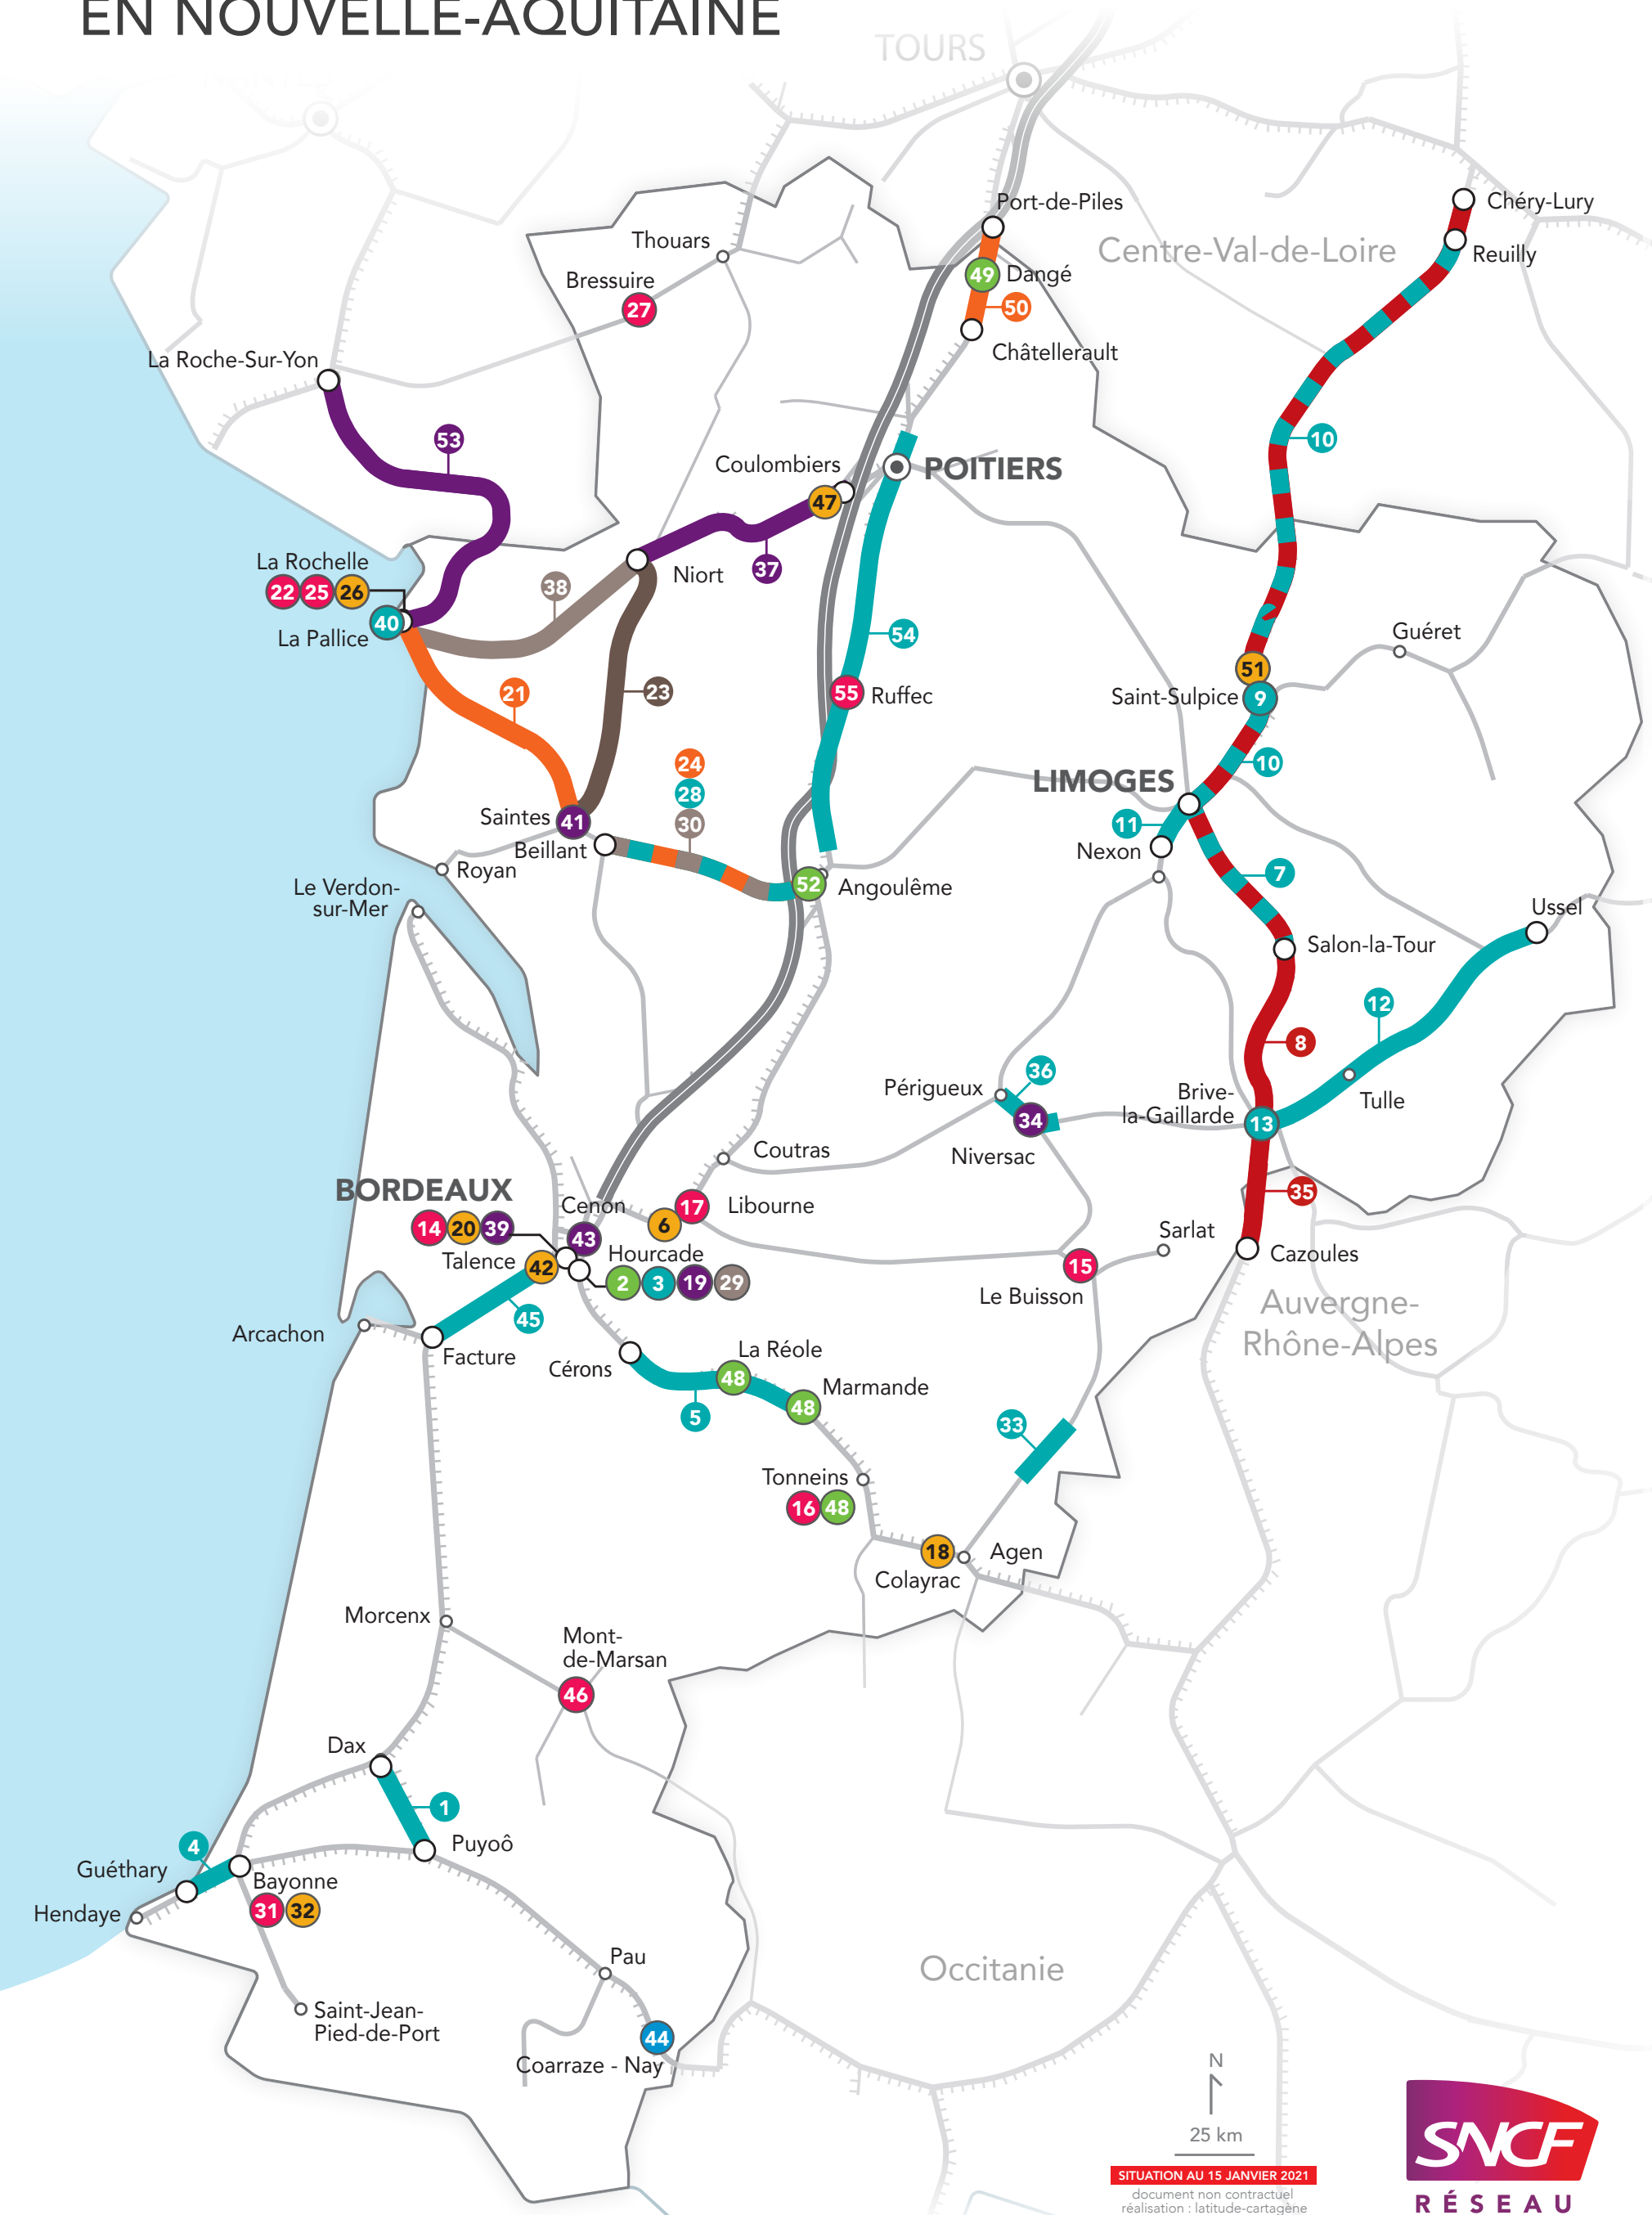 EN NOUVELLE-AQUITAINE
TOURS
Port-de-Piles
Chéry-Lury
Reuilly
Centre-Val-de-Loire
Thouars
Bressuire
27
49
Dangé
50
Châtellerault
La Roche-Sur-Yon
53
10
Coulombiers
47
POITIERS
La Rochelle
22 25 26
40
La Pallice
38
Niort
37
54
Guéret
51
Saint-Sulpice
9
21
23
55
Ruffec
10
LIMOGES
24
28
30
Saintes
41
Beillant
11
Nexon
7
Royan
52
Angoulême
Le Verdon-
sur-Mer
Ussel
Salon-la-Tour
12
8
36
Périgueux
34
Niversac
Brive-
la-Gaillarde
13
Tulle
Coutras
BORDEAUX
14 20 39
Cenon
43
6
17
Libourne
35
Sarlat
Cazoules
Talence
42
Hourcade
2 3 19 29
15
Le Buisson
Auvergne-
Rhône-Alpes
45
Arcachon
Facture
Cérons
La Réole
48
Marmande
48
5
33
Tonneins
16 48
18
Agen
Colayrac
Morcenx
Mont-
de-Marsan
46
Dax
1
4
Puyoô
Guéthary
Bayonne
31 32
Hendaye
Pau
Occitanie
Saint-Jean-
Pied-de-Port
44
Coarraze - Nay
N
25 km
SITUATION AU 15 JANVIER 2021
document non contractuel
réalisation : latitude-cartagène
SNCF
RÉSEAU